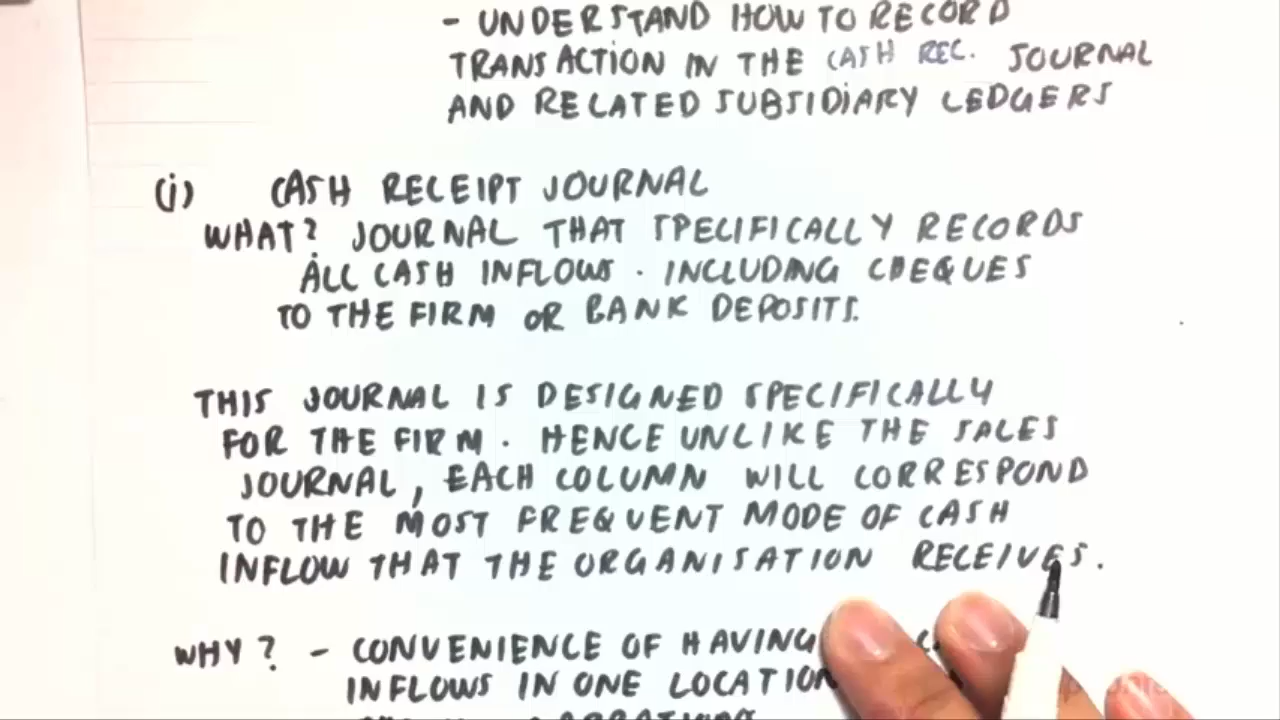 - UNDERSTAND HOW TO RECORD
TRANSACTION IN THE CASH REC. JOURNAL
AND RELATED SUBSIDIARY LEDGERS
(i) CASH RECEIPT JOURNAL
WHAT? JOURNAL THAT SPECIFICALLY RECORDS
ALL CASH INFLOWS. INCLUDING CHEQUES
TO THE FIRM OR BANK DEPOSITS.
THIS JOURNAL IS DESIGNED SPECIFICALLY
FOR THE FIRM. HENCE UNLIKE THE SALES
JOURNAL, EACH COLUMN WILL CORRESPOND
TO THE MOST FREQUENT MODE OF CASH
INFLOW THAT THE ORGANISATION RECEIVES.
WHY? - CONVENIENCE OF HAVING
INFLOWS IN ONE LOCATION